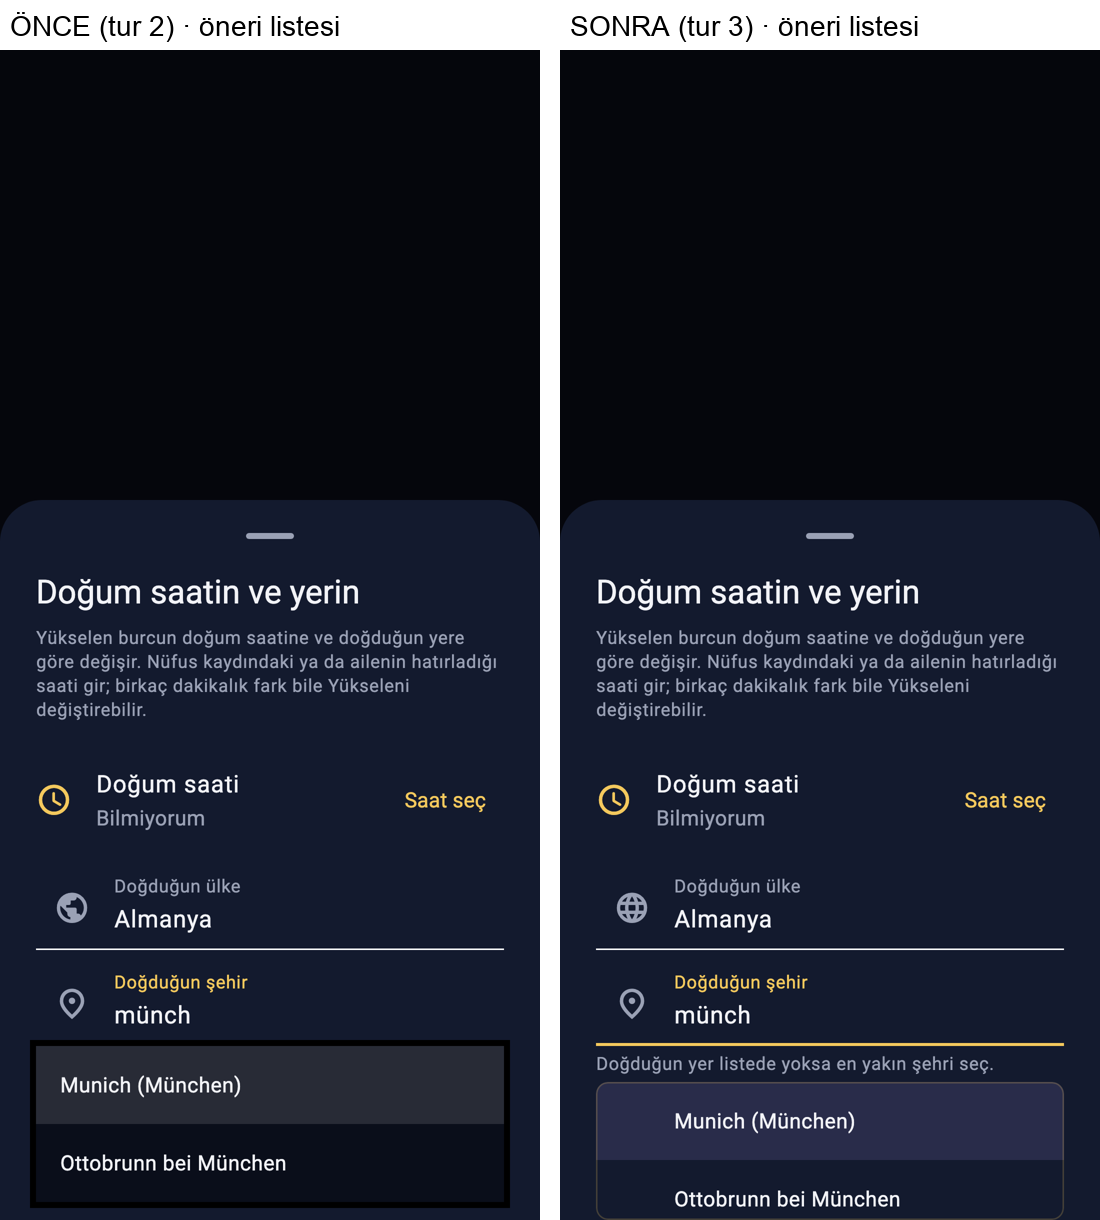 ÖNCE (tur 2) · öneri listesi
Doğum saatin ve yerin
Yükselen burcun doğum saatine ve doğduğun yere
göre değişir. Nüfus kaydındaki ya da ailenin hatırladığı
saati gir; birkaç dakikalık fark bile Yükseleni
değiştirebilir.
Doğum saati
Bilmiyorum
Saat seç
Doğduğun ülke
Almanya
Doğduğun şehir
münch
Munich (München)
Ottobrunn bei München
SONRA (tur 3) · öneri listesi
Doğum saatin ve yerin
Yükselen burcun doğum saatine ve doğduğun yere
göre değişir. Nüfus kaydındaki ya da ailenin hatırladığı
saati gir; birkaç dakikalık fark bile Yükseleni
değiştirebilir.
Doğum saati
Bilmiyorum
Saat seç
Doğduğun ülke
Almanya
Doğduğun şehir
münch
Doğduğun yer listede yoksa en yakın şehri seç.
Munich (München)
Ottobrunn bei München